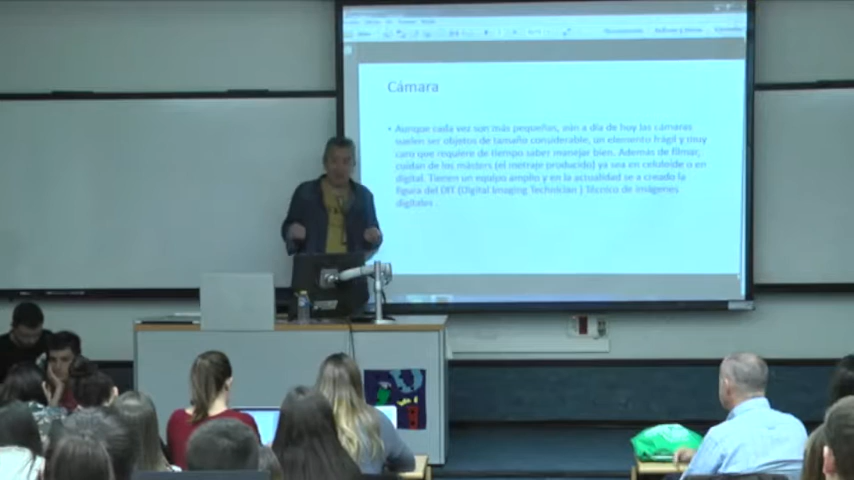 Cámara
• Aunque cada vez son más pequeñas, aún a día de hoy las cámaras
suelen ser objetos de tamaño considerable, un elemento frágil y muy
caro que requiere de tiempo saber manejar bien. Además de filmar,
cuidan de los másters (el metraje producido) ya sea en celuloide o en
digital. Tienen un equipo amplio y en la actualidad se a creado la
figura del DIT (Digital Imaging Technician ) Técnico de imágenes
digitales .